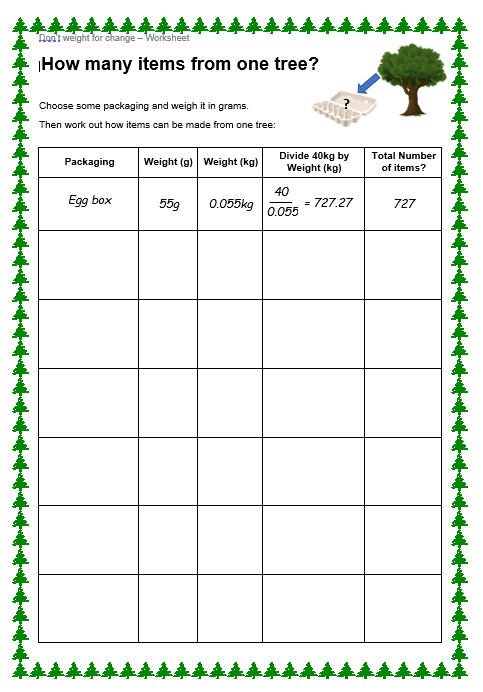 Don't weight for change – Worksheet
How many items from one tree?
?
Choose some packaging and weigh it in grams.
Then work out how items can be made from one tree:
Packaging Weight (g) Weight (kg) Divide 40kg by Weight (kg) Total Number of items?
Egg box 55g 0.055kg 40 / 0.055 = 727.27 727